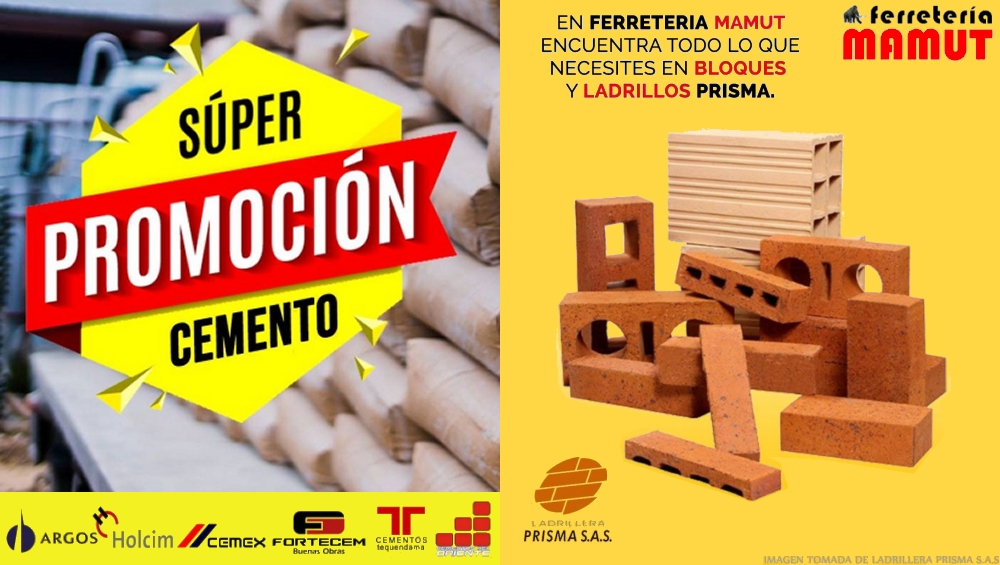 SÚPER
PROMOCIÓN
CEMENTO
ARGOS
Holcim
CEMEX
FORTECEM
Buenas Obras
CEMENTOS
tequendama
ORIENTE
EN FERRETERIA MAMUT
ENCUENTRA TODO LO QUE
NECESITES EN BLOQUES
Y LADRILLOS PRISMA.
ferretería
MAMUT
LADRILLERA
PRISMA S.A.S.
IMAGEN TOMADA DE LADRILLERA PRISMA S.A.S